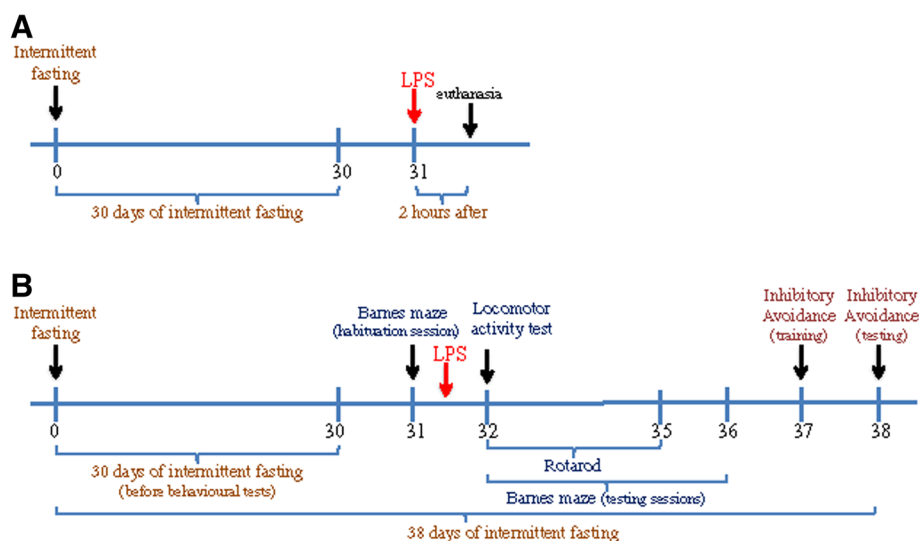 A
Intermittent
fasting
LPS
euthanasia
0
30
31
30 days of intermittent fasting
2 hours after
B
Intermittent
fasting
Barnes maze
(habituation session)
LPS
Locomotor
activity test
Inhibitory
Avoidance
(training)
Inhibitory
Avoidance
(testing)
0
30
31
32
35
36
37
38
30 days of intermittent fasting
(before behavioural tests)
Rotarod
Barnes maze (testing sessions)
38 days of intermittent fasting